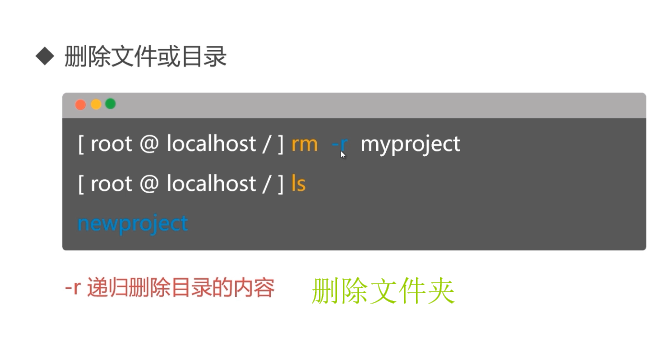 ◆ 删除文件或目录
[ root @ localhost / ] rm -r myproject
[ root @ localhost / ] ls
newproject
-r 递归删除目录的内容 删除文件夹